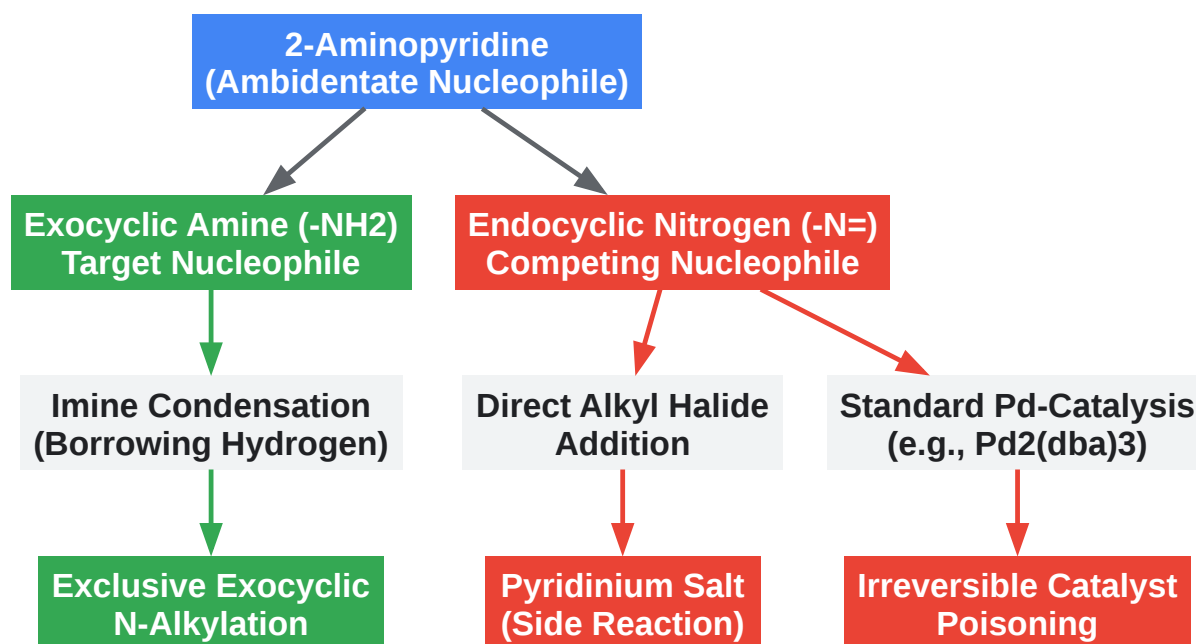 2-Aminopyridine
(Ambidentate Nucleophile)
Exocyclic Amine (-NH2)
Target Nucleophile
Endocyclic Nitrogen (-N=)
Competing Nucleophile
Imine Condensation
(Borrowing Hydrogen)
Direct Alkyl Halide
Addition
Standard Pd-Catalysis
(e.g., Pd2(dba)3)
Exclusive Exocyclic
N-Alkylation
Pyridinium Salt
(Side Reaction)
Irreversible Catalyst
Poisoning